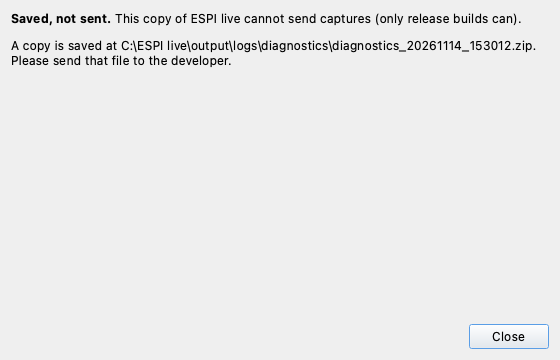 Saved, not sent. This copy of ESPI live cannot send captures (only release builds can).
A copy is saved at C:\ESPI live\output\logs\diagnostics\diagnostics_20261114_153012.zip.
Please send that file to the developer.
Close